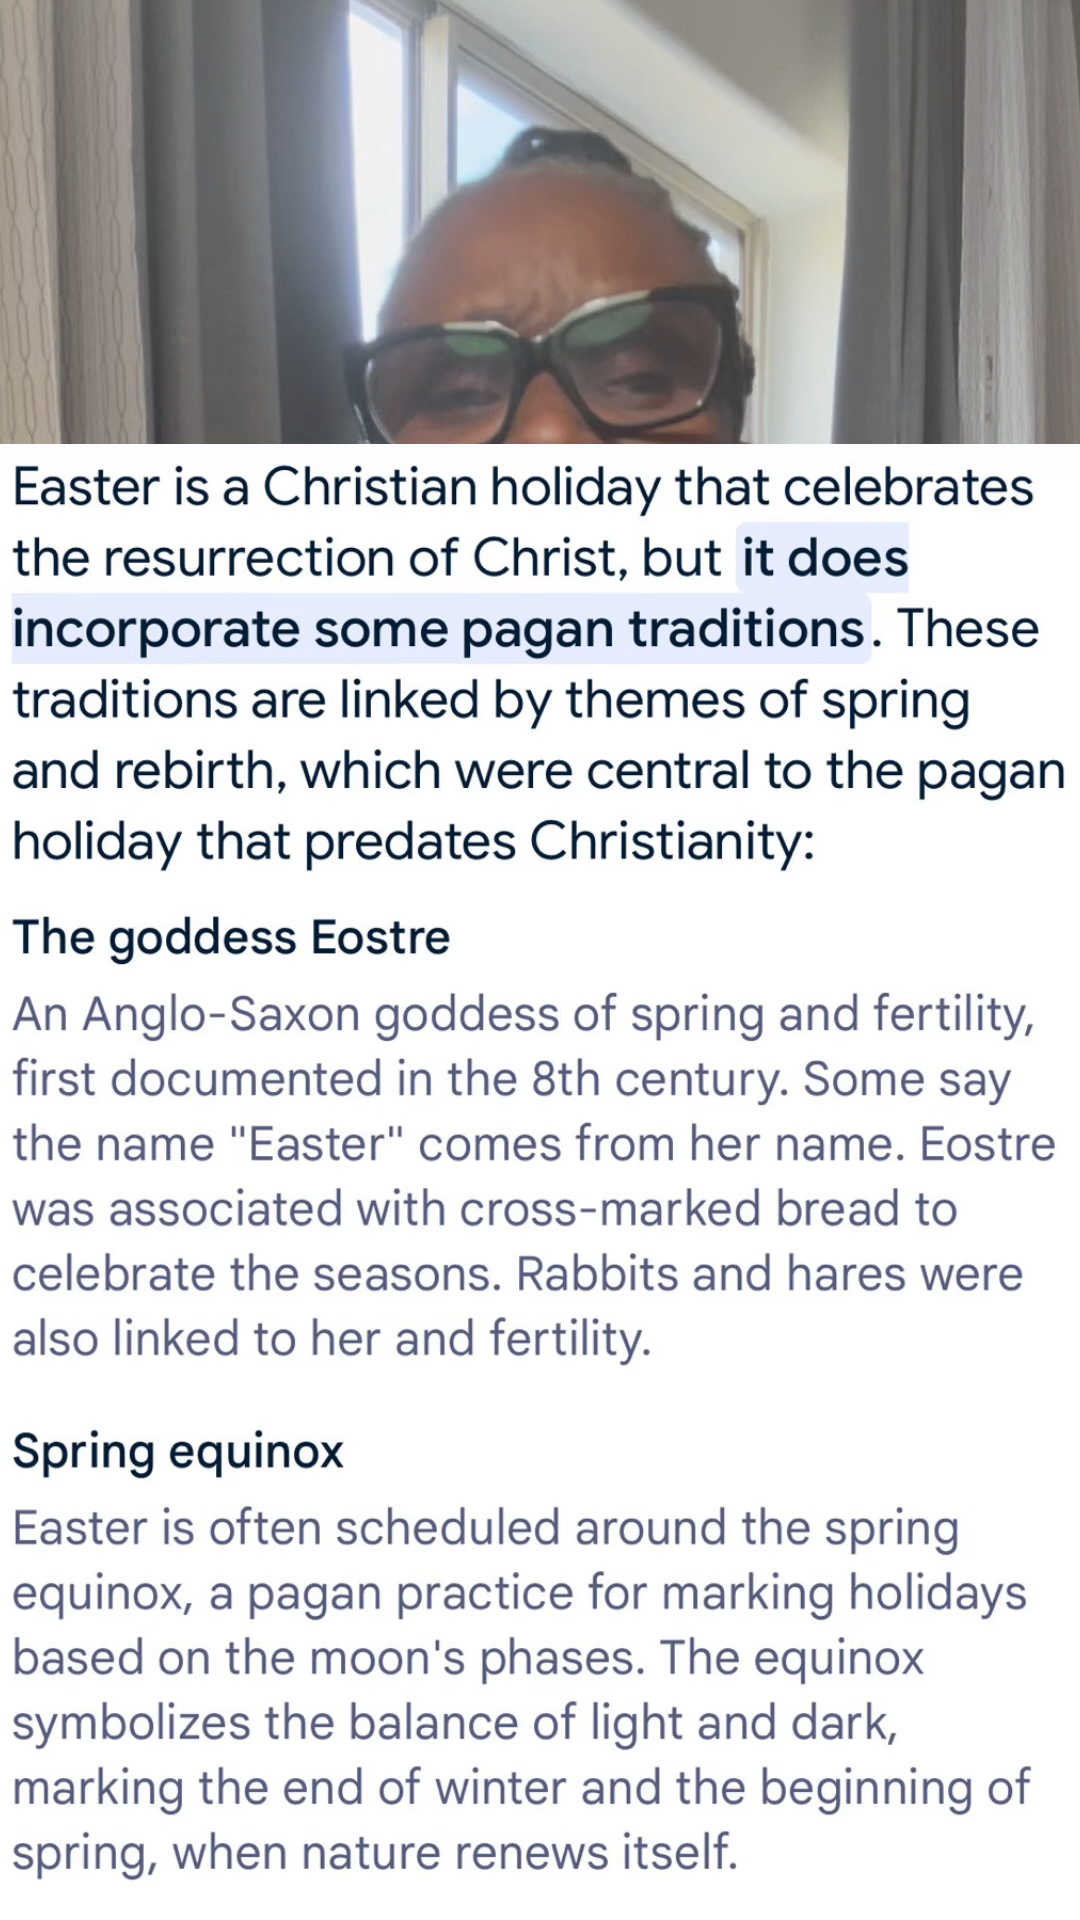 Easter is a Christian holiday that celebrates
the resurrection of Christ, but it does
incorporate some pagan traditions. These
traditions are linked by themes of spring
and rebirth, which were central to the pagan
holiday that predates Christianity:
The goddess Eostre
An Anglo-Saxon goddess of spring and fertility,
first documented in the 8th century. Some say
the name "Easter" comes from her name. Eostre
was associated with cross-marked bread to
celebrate the seasons. Rabbits and hares were
also linked to her and fertility.
Spring equinox
Easter is often scheduled around the spring
equinox, a pagan practice for marking holidays
based on the moon's phases. The equinox
symbolizes the balance of light and dark,
marking the end of winter and the beginning of
spring, when nature renews itself.